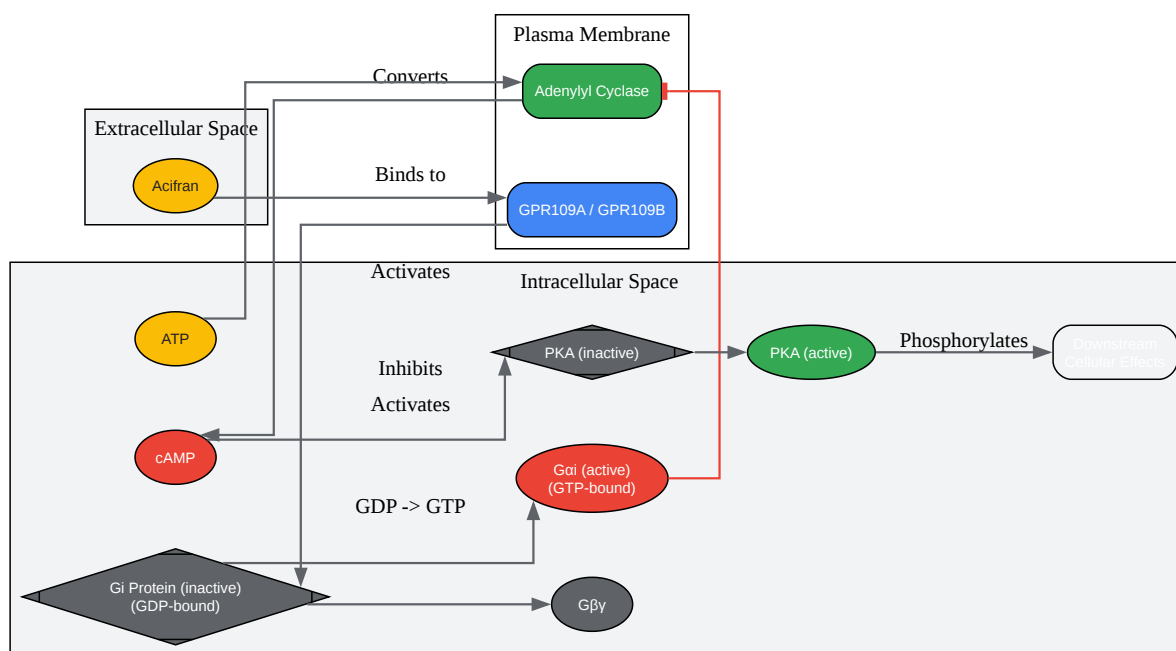 Plasma Membrane
Converts
Adenylyl Cyclase
Extracellular Space
Acifran
Binds to
GPR109A / GPR109B
Activates
Intracellular Space
ATP
PKA (inactive)
PKA (active)
Phosphorylates
Downstream
Cellular Effects
Inhibits
Activates
cAMP
Gαi (active)
(GTP-bound)
GDP -> GTP
Gi Protein (inactive)
(GDP-bound)
Gβγ